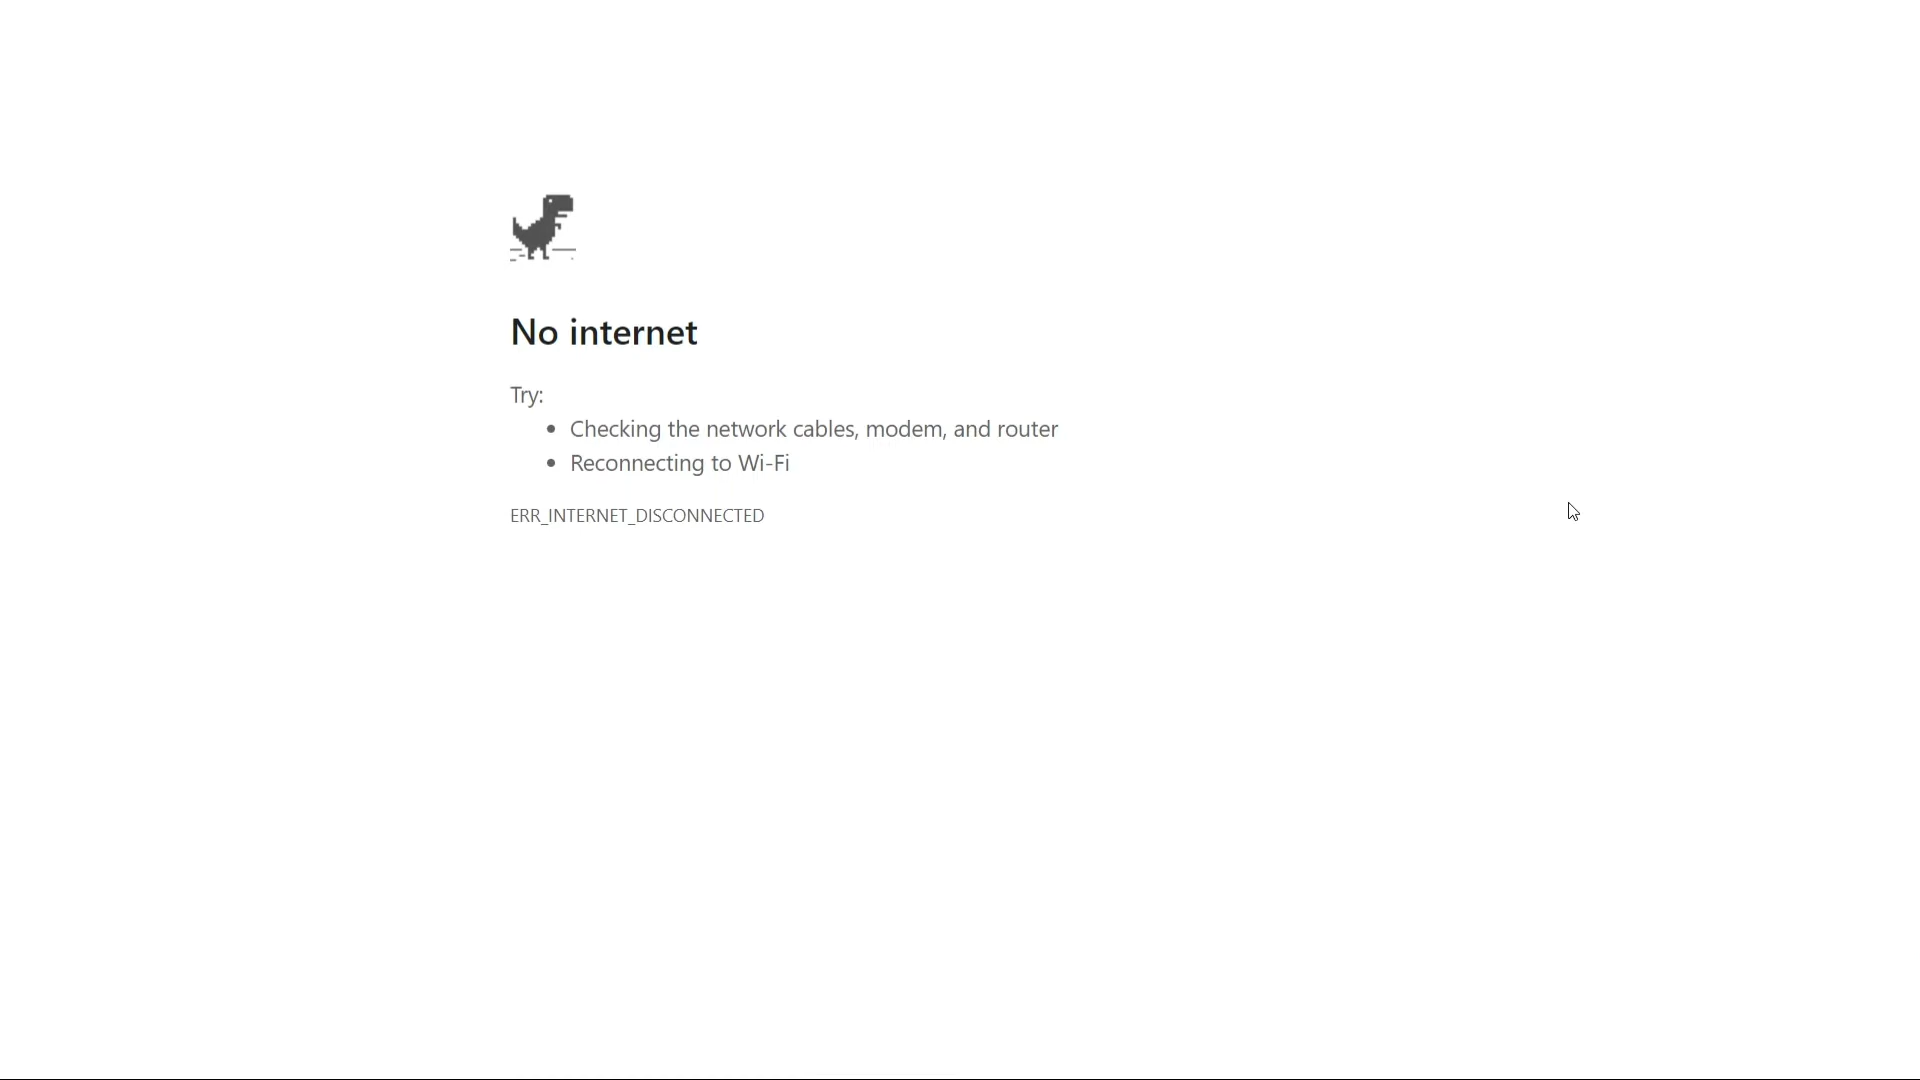 No internet
Try:
Checking the network cables, modem, and router
Reconnecting to Wi-Fi
ERR_INTERNET_DISCONNECTED